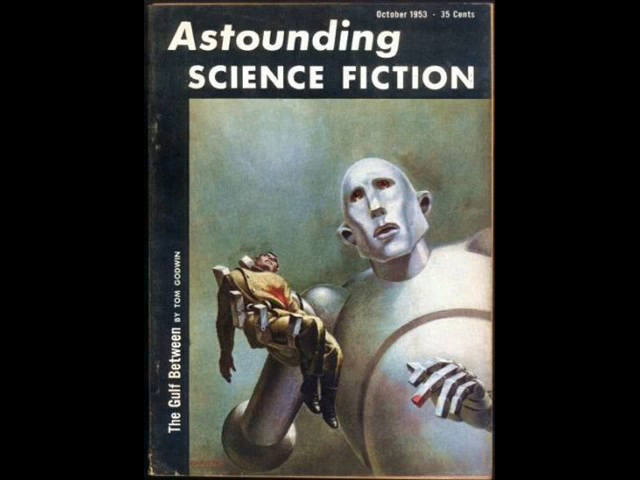 October 1953 · 35 Cents
Astounding
SCIENCE FICTION
The Gulf Between BY TOM GODWIN